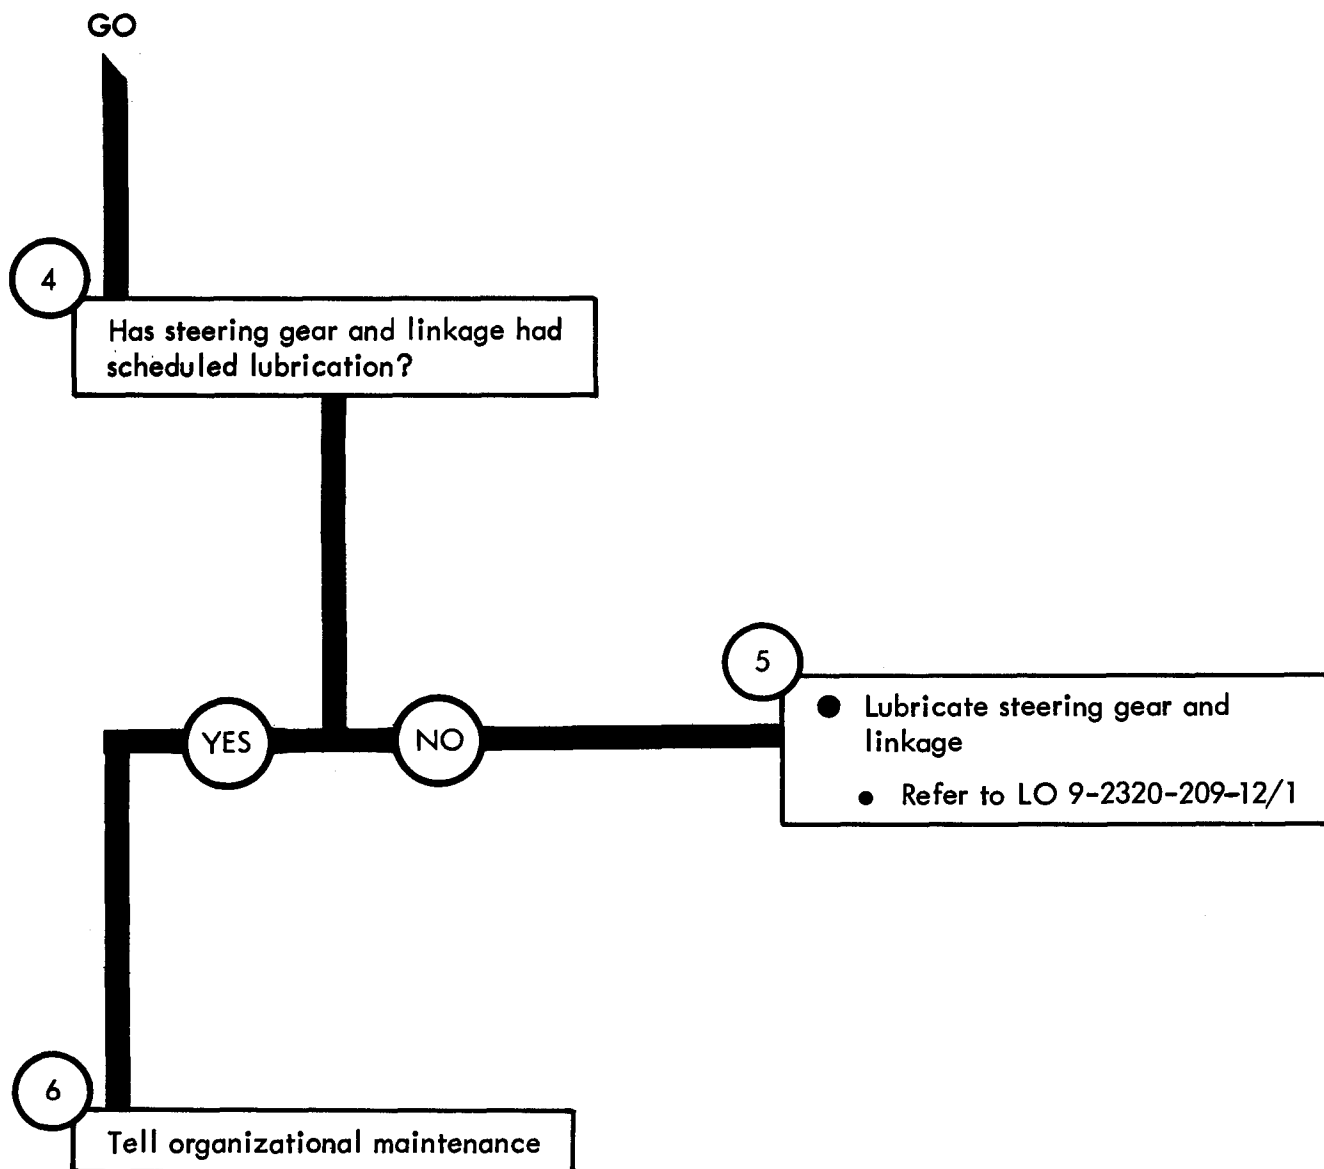 GO
4
Has steering gear and linkage had
scheduled lubrication?
YES
NO
5
● Lubricate steering gear and
linkage
● Refer to LO 9-2320-209-12/1
6
Tell organizational maintenance